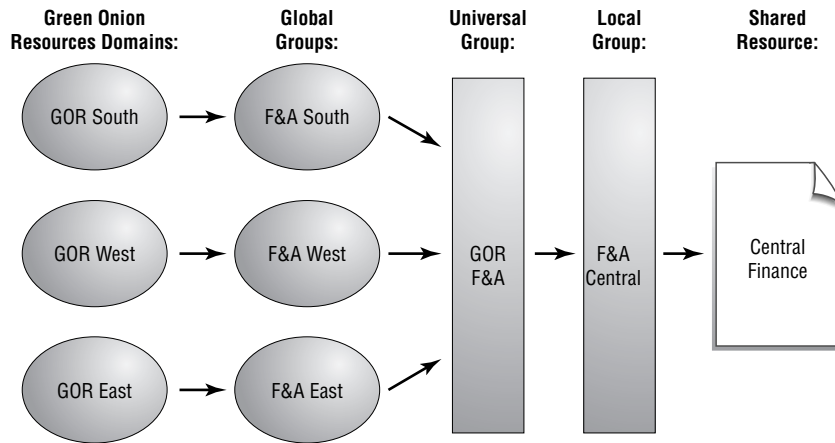 Green Onion
Resources Domains:
Global
Groups:
Universal
Group:
Local
Group:
Shared
Resource:
GOR South
F&A South
GOR West
F&A West
GOR
F&A
F&A
Central
Central
Finance
GOR East
F&A East